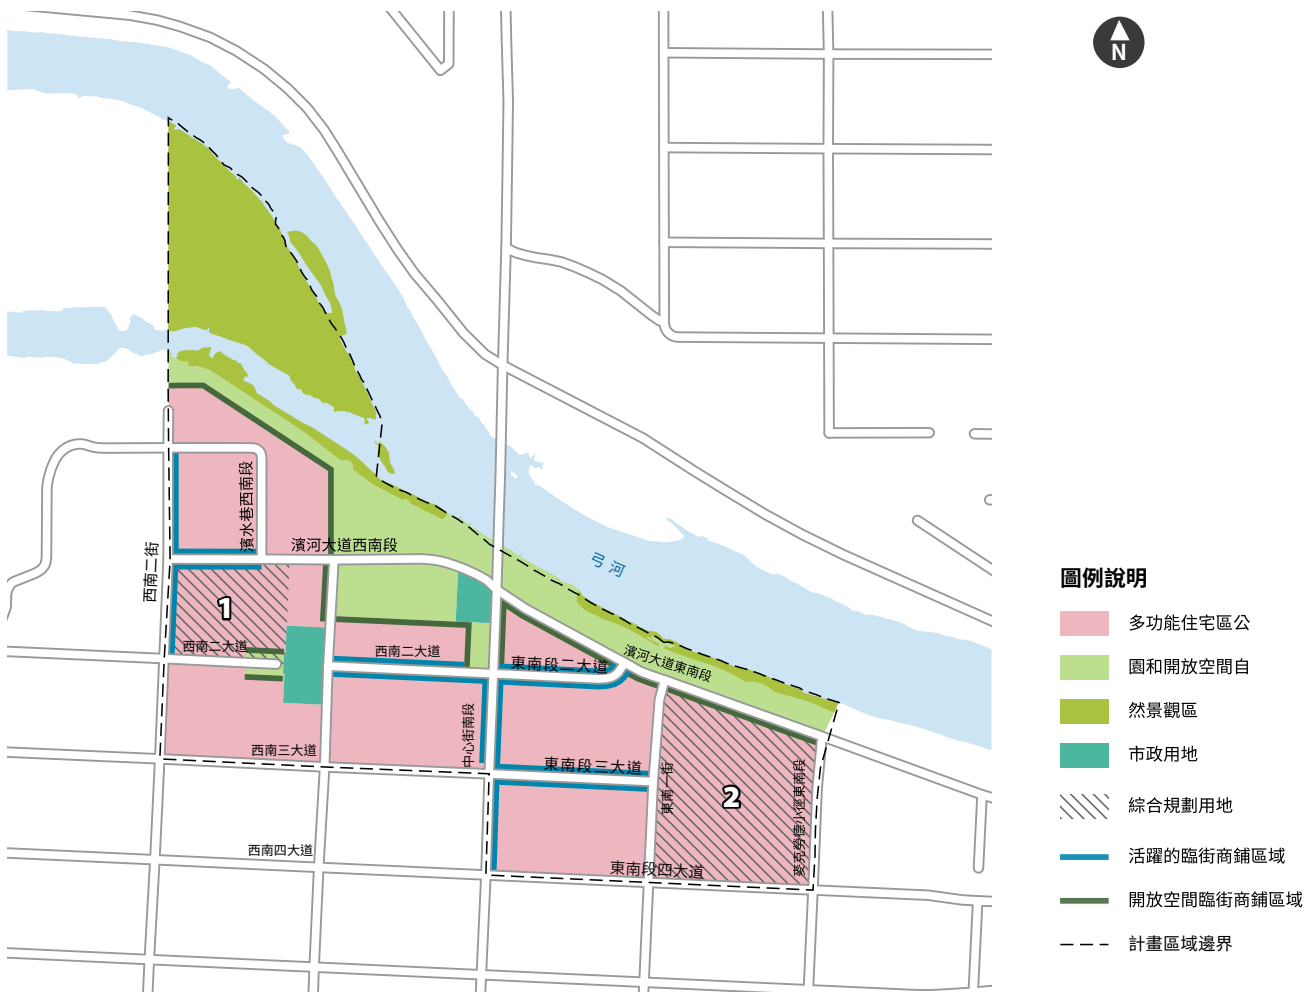 N
弓河
濱水巷西南段
濱河大道西南段
西南二街
1
西南二大道
西南二大道
東南段二大道
濱河大道東南段
中心街南段
西南三大道
東南段三大道
東南一街
2
麥克勞德小徑東南段
西南四大道
東南段四大道
圖例說明
多功能住宅區公
園和開放空間自
然景觀區
市政用地
綜合規劃用地
活躍的臨街商鋪區域
開放空間臨街商鋪區域
計畫區域邊界